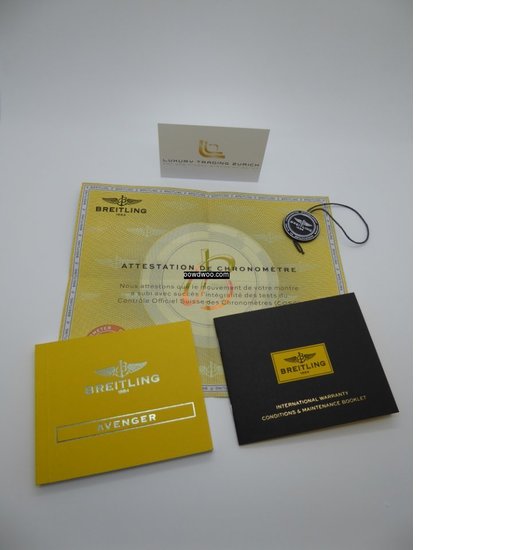 LUXURY TRADING ZURICH
BREITLING
1884
ATTESTATION DE CHRONOMÈTRE
oowdwoo.com
Nous attestons que le mouvement de votre montre
a subi avec succès l'intégralité des tests du
Contrôle Officiel Suisse des Chronomètres
BREITLING
BREITLING
1884
AVENGER
BREITLING
1884
INTERNATIONAL WARRANTY
CONDITIONS & MAINTENANCE BOOKLET